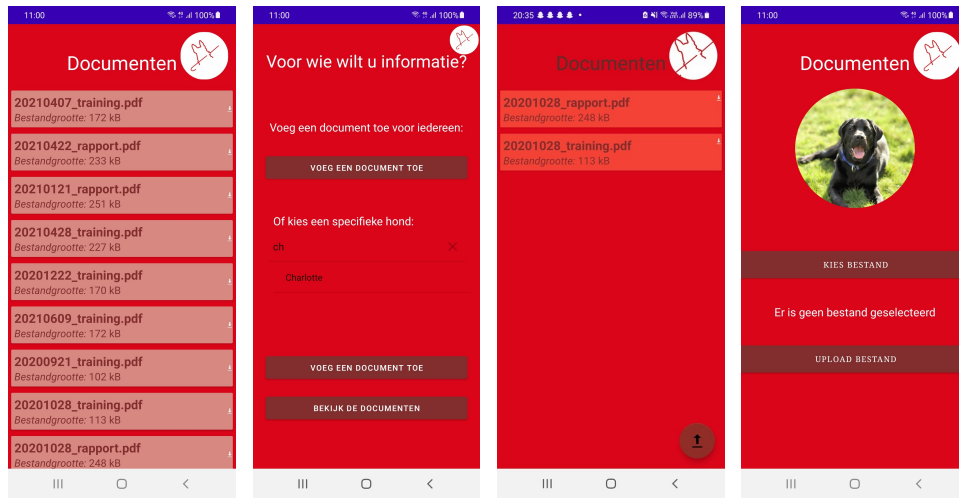 11:00
100%
Documenten
20210407_training.pdf
Bestandgrootte: 172 kB
20210422_rapport.pdf
Bestandgrootte: 233 kB
20210121_rapport.pdf
Bestandgrootte: 251 kB
20210428_training.pdf
Bestandgrootte: 227 kB
20201222_training.pdf
Bestandgrootte: 170 kB
20210609_training.pdf
Bestandgrootte: 172 kB
20200921_training.pdf
Bestandgrootte: 102 kB
20201028_training.pdf
Bestandgrootte: 113 kB
20201028_rapport.pdf
Bestandgrootte: 248 kB
11:00
100%
Voor wie wilt u informatie?
Voeg een document toe voor iedereen:
VOEG EEN DOCUMENT TOE
Of kies een specifieke hond:
ch
Charlotte
VOEG EEN DOCUMENT TOE
BEKIJK DE DOCUMENTEN
20:35
89%
Documenten
20201028_rapport.pdf
Bestandgrootte: 248 kB
20201028_training.pdf
Bestandgrootte: 113 kB
11:00
100%
Documenten
KIES BESTAND
Er is geen bestand geselecteerd
UPLOAD BESTAND